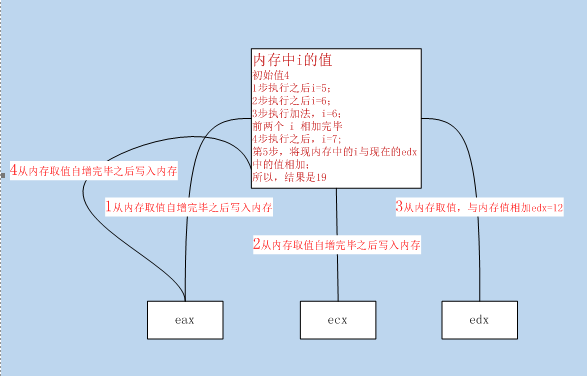 内存中i的值
初始值4
1步执行之后i=5;
2步执行之后i=6;
3步执行加法，i=6;
前两个 i 相加完毕
4步执行之后，i=7;
第5步，将现内存中的i与现在的edx
中的值相加;
所以，结果是19
4从内存取值自增完毕之后写入内存
1从内存取值自增完毕之后写入内存
3从内存取值，与内存值相加edx=12
2从内存取值自增完毕之后写入内存
eax
ecx
edx